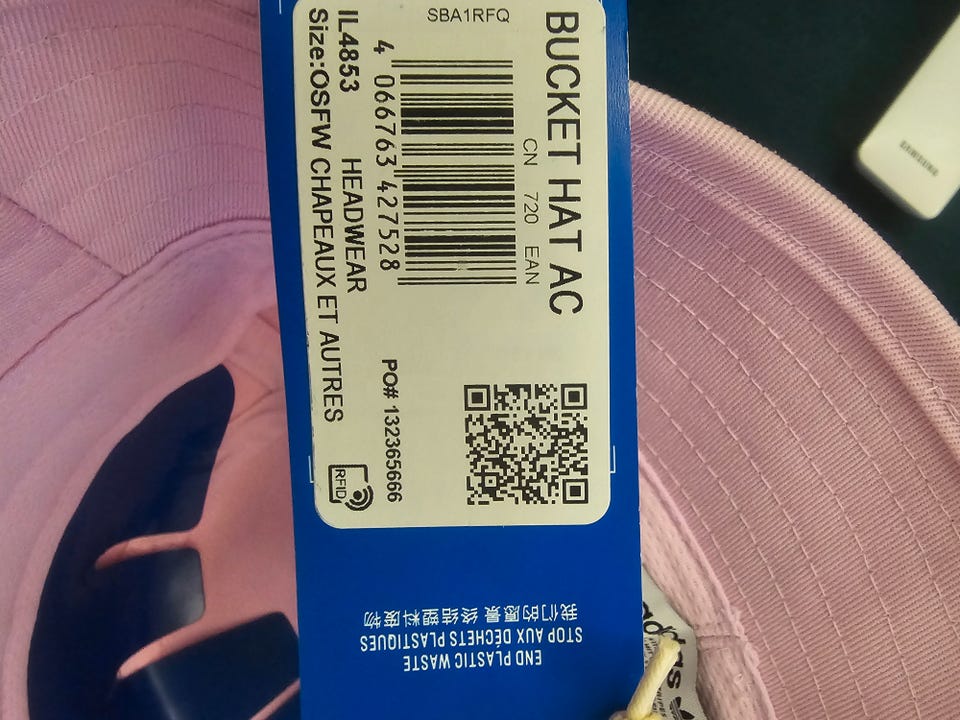 SBA1RFQ
BUCKET HAT AC
CN 720 EAN
4 066763 427528
IL4853 HEADWEAR
Size:OSFW CHAPEAUX ET AUTRES
PO# 132365666
RFID
END PLASTIC WASTE
STOP AUX DÉCHETS PLASTIQUES
我们的愿景 终结塑料废物
adidas
SAMSUNG